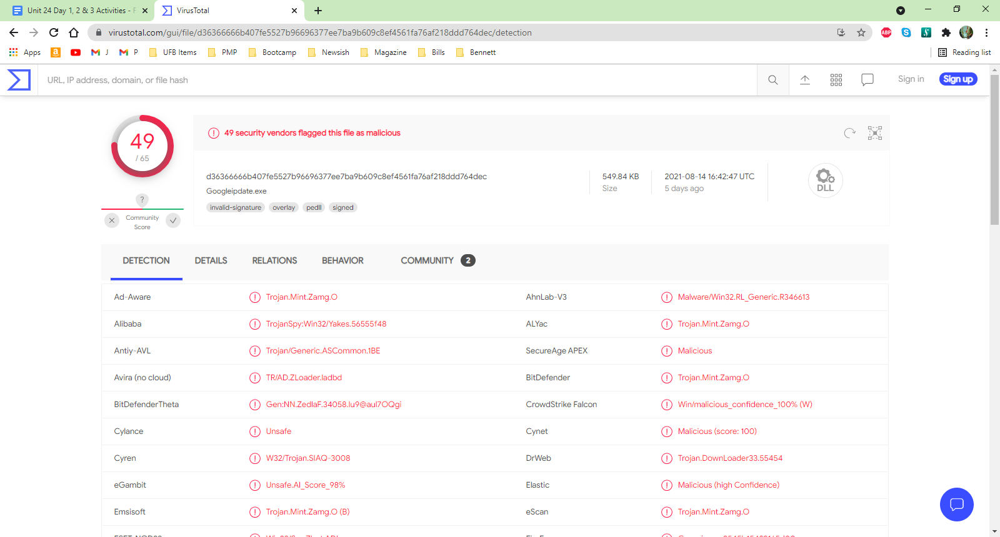 Unit 24 Day 1, 2 & 3 Activities - F
VirusTotal
virustotal.com/gui/file/d36366666b407fe5527b96696377ee7ba9b609c8ef4561fa76af218ddd764dec/detection
ABP
Apps
J
P
UFB Items
PMP
Bootcamp
Newsish
Magazine
Bills
Bennett
Reading list
URL, IP address, domain, or file hash
Sign in
Sign up
49
/ 65
?
Community
Score
49 security vendors flagged this file as malicious
d36366666b407fe5527b96696377ee7ba9b609c8ef4561fa76af218ddd764dec
Googleipdate.exe
invalid-signature overlay pedll signed
549.84 KB
Size
2021-08-14 16:42:47 UTC
5 days ago
DLL
DETECTION DETAILS RELATIONS BEHAVIOR COMMUNITY 2
Ad-Aware Trojan.Mint.Zamg.O AhnLab-V3 Malware/Win32.RL_Generic.R346613
Alibaba TrojanSpy:Win32/Yakes.56555f48 ALYac Trojan.Mint.Zamg.O
Antiy-AVL Trojan/Generic.ASCommon.1BE SecureAge APEX Malicious
Avira (no cloud) TR/AD.ZLoader.ladbd BitDefender Trojan.Mint.Zamg.O
BitDefenderTheta Gen:NN.ZedlaF.34058.Iu9@aul7OQgi CrowdStrike Falcon Win/malicious_confidence_100% (W)
Cylance Unsafe Cynet Malicious (score: 100)
Cyren W32/Trojan.SIAQ-3008 DrWeb Trojan.DownLoader33.55454
eGambit Unsafe.AI_Score_98% Elastic Malicious (high Confidence)
Emsisoft Trojan.Mint.Zamg.O (B) eScan Trojan.Mint.Zamg.O